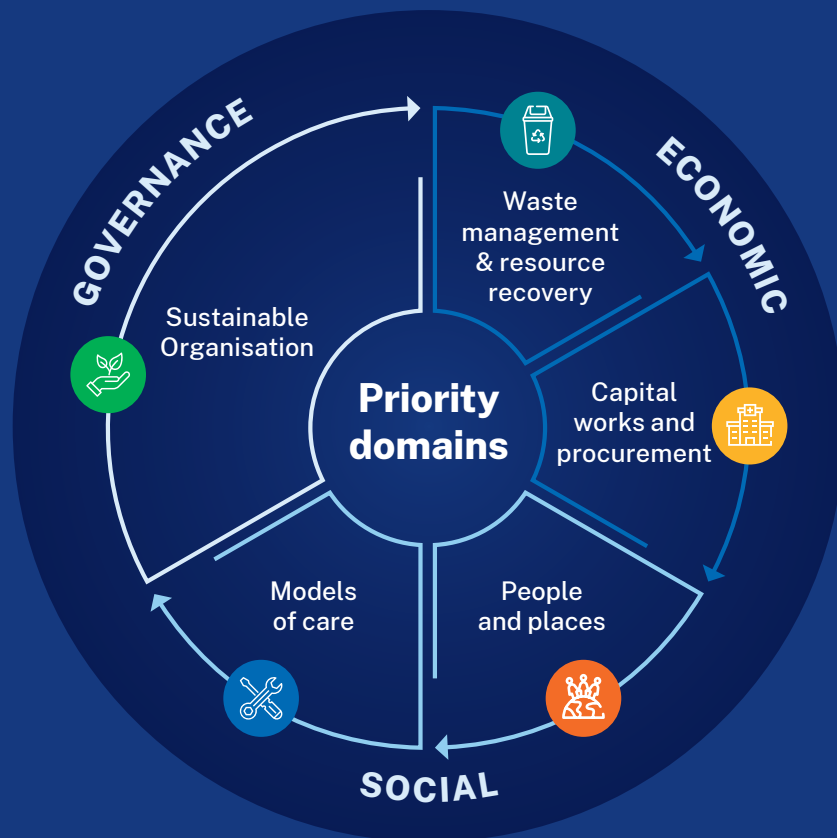 GOVERNANCE
ECONOMIC
Waste
management
& resource
recovery
Sustainable
Organisation
Priority
domains
Capital
works and
procurement
Models
of care
People
and places
SOCIAL